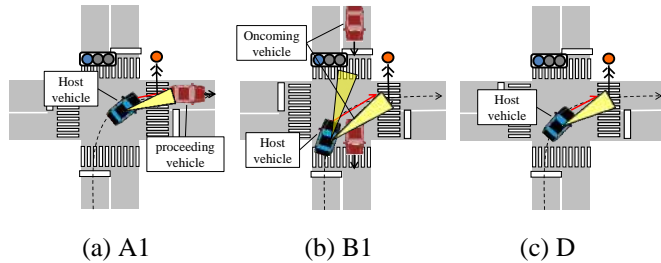 Host
vehicle
proceeding
vehicle
(a) A1
Oncoming
vehicle
Host
vehicle
(b) B1
Host
vehicle
(c) D